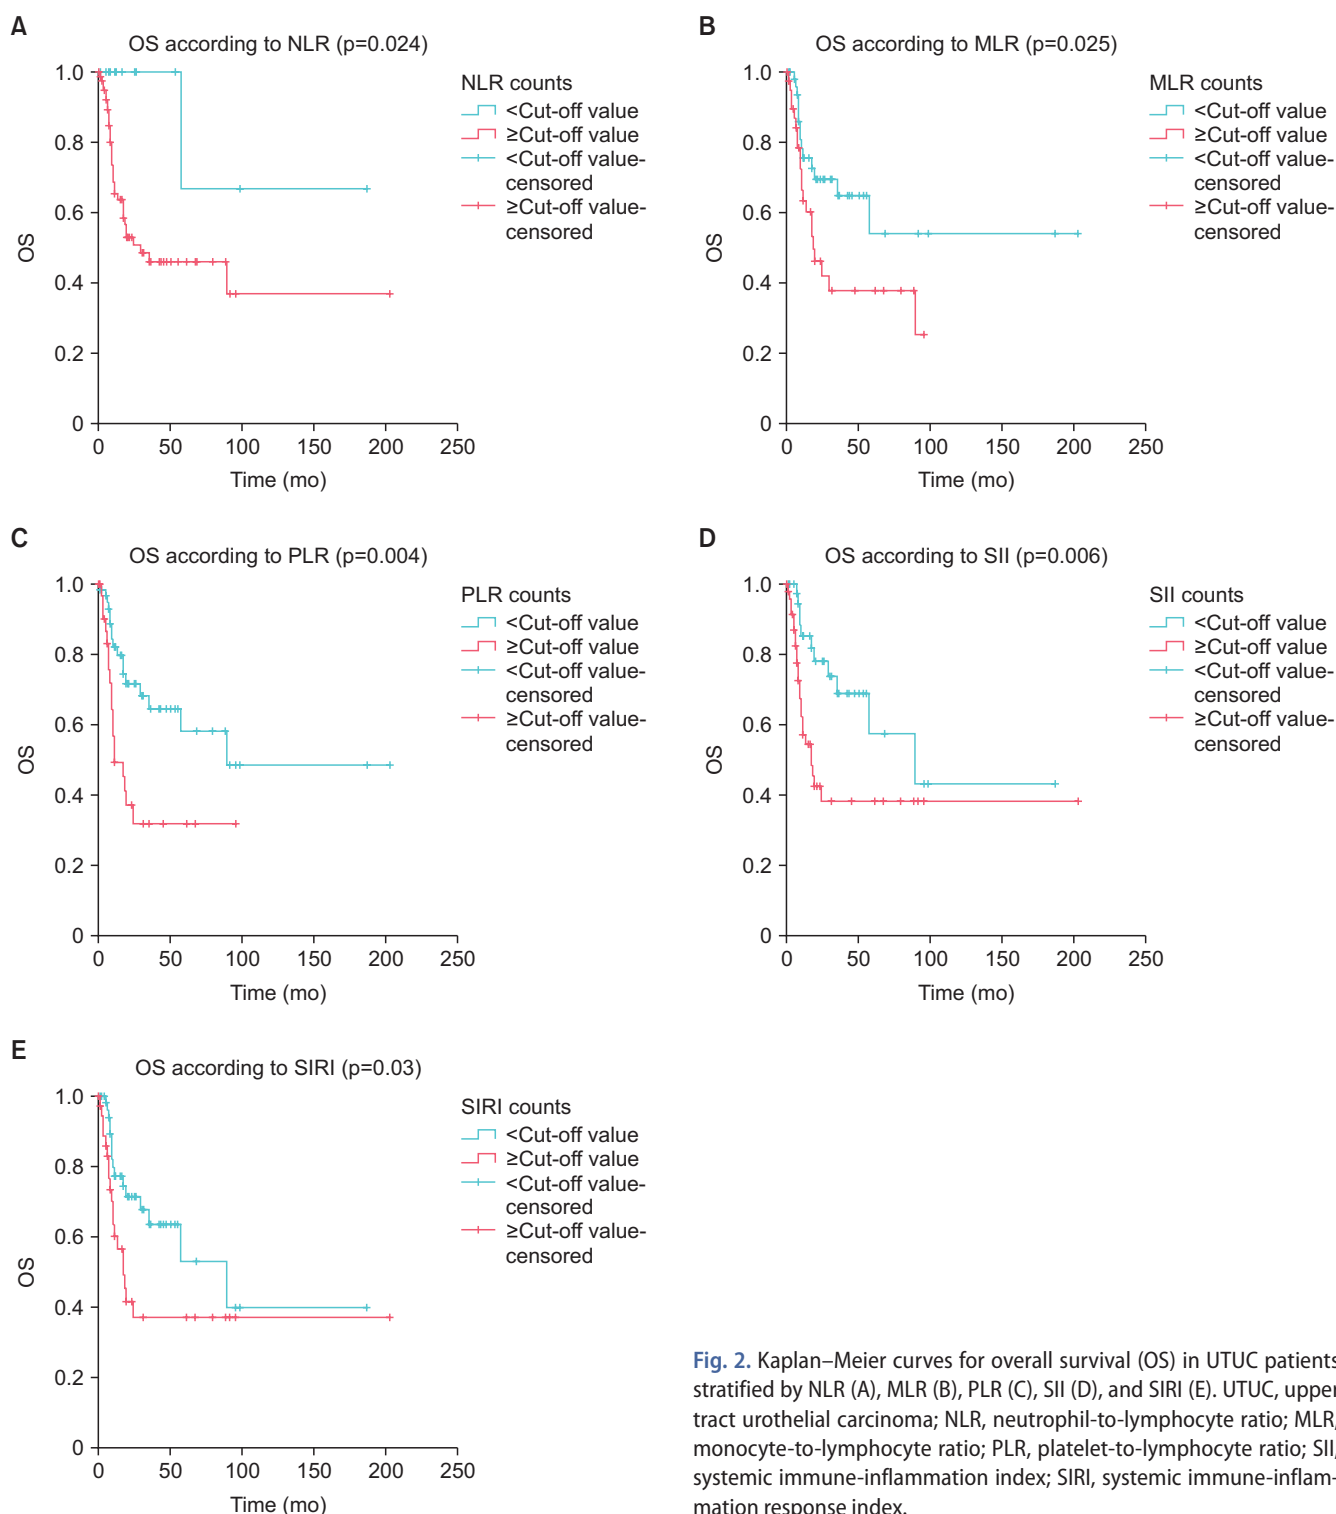 A
OS according to NLR (p=0.024)
1.0
0.8
0.6
0.4
0.2
0
OS
0 50 100 150 200 250
Time (mo)
NLR counts
<Cut-off value
≥Cut-off value
<Cut-off value-
censored
≥Cut-off value-
censored
B
OS according to MLR (p=0.025)
1.0
0.8
0.6
0.4
0.2
0
OS
0 50 100 150 200 250
Time (mo)
MLR counts
<Cut-off value
≥Cut-off value
<Cut-off value-
censored
≥Cut-off value-
censored
C
OS according to PLR (p=0.004)
1.0
0.8
0.6
0.4
0.2
0
OS
0 50 100 150 200 250
Time (mo)
PLR counts
<Cut-off value
≥Cut-off value
<Cut-off value-
censored
≥Cut-off value-
censored
D
OS according to SII (p=0.006)
1.0
0.8
0.6
0.4
0.2
0
OS
0 50 100 150 200 250
Time (mo)
SII counts
<Cut-off value
≥Cut-off value
<Cut-off value-
censored
≥Cut-off value-
censored
E
OS according to SIRI (p=0.03)
1.0
0.8
0.6
0.4
0.2
0
OS
0 50 100 150 200 250
Time (mo)
SIRI counts
<Cut-off value
≥Cut-off value
<Cut-off value-
censored
≥Cut-off value-
censored
Fig. 2. Kaplan–Meier curves for overall survival (OS) in UTUC patients
stratified by NLR (A), MLR (B), PLR (C), SII (D), and SIRI (E). UTUC, upper
tract urothelial carcinoma; NLR, neutrophil-to-lymphocyte ratio; MLR,
monocyte-to-lymphocyte ratio; PLR, platelet-to-lymphocyte ratio; SII,
systemic immune-inflammation index; SIRI, systemic immune-inflam-
mation response index.